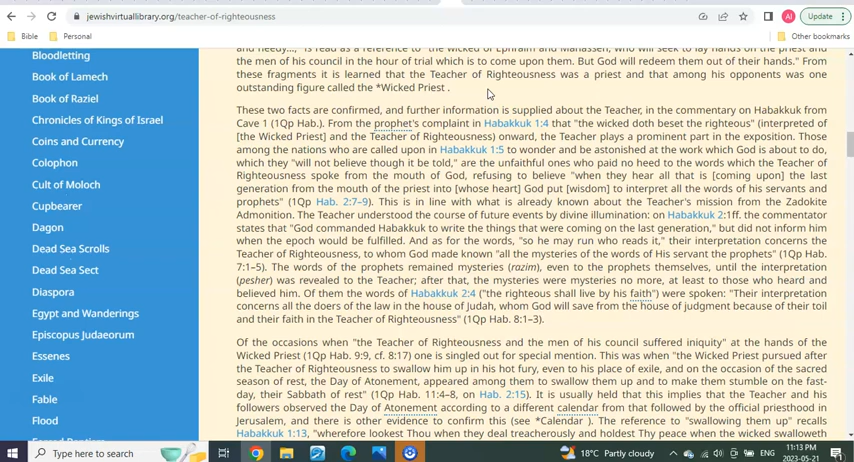 jewishvirtuallibrary.org/teacher-of-righteousness
AI
Update
Bible
Personal
Other bookmarks
Bloodletting
Book of Lamech
Book of Raziel
Chronicles of Kings of Israel
Coins and Currency
Colophon
Cult of Moloch
Cupbearer
Dagon
Dead Sea Scrolls
Dead Sea Sect
Diaspora
Egypt and Wanderings
Episcopus Judaeorum
Essenes
Exile
Fable
Flood
and needy..., is read as a reference to "the wicked of Ephraim and Manasseh, who will seek to lay hands on the priest and
the men of his council in the hour of trial which is to come upon them. But God will redeem them out of their hands." From
these fragments it is learned that the Teacher of Righteousness was a priest and that among his opponents was one
outstanding figure called the *Wicked Priest .
These two facts are confirmed, and further information is supplied about the Teacher, in the commentary on Habakkuk from
Cave 1 (1Qp Hab.). From the prophet's complaint in Habakkuk 1:4 that "the wicked doth beset the righteous" (interpreted of
[the Wicked Priest] and the Teacher of Righteousness) onward, the Teacher plays a prominent part in the exposition. Those
among the nations who are called upon in Habakkuk 1:5 to wonder and be astonished at the work which God is about to do,
which they "will not believe though it be told," are the unfaithful ones who paid no heed to the words which the Teacher of
Righteousness spoke from the mouth of God, refusing to believe "when they hear all that is [coming upon] the last
generation from the mouth of the priest into [whose heart] God put [wisdom] to interpret all the words of his servants and
prophets" (1Qp Hab. 2:7–9). This is in line with what is already known about the Teacher's mission from the Zadokite
Admonition. The Teacher understood the course of future events by divine illumination: on Habakkuk 2:1ff. the commentator
states that "God commanded Habakkuk to write the things that were coming on the last generation," but did not inform him
when the epoch would be fulfilled. And as for the words, "so he may run who reads it," their interpretation concerns the
Teacher of Righteousness, to whom God made known "all the mysteries of the words of His servant the prophets" (1Qp Hab.
7:1–5). The words of the prophets remained mysteries (razim), even to the prophets themselves, until the interpretation
(pesher) was revealed to the Teacher; after that, the mysteries were mysteries no more, at least to those who heard and
believed him. Of them the words of Habakkuk 2:4 ("the righteous shall live by his faith") were spoken: "Their interpretation
concerns all the doers of the law in the house of Judah, whom God will save from the house of judgment because of their toil
and their faith in the Teacher of Righteousness" (1Qp Hab. 8:1–3).
Of the occasions when "the Teacher of Righteousness and the men of his council suffered iniquity" at the hands of the
Wicked Priest (1Qp Hab. 9:9, cf. 8:17) one is singled out for special mention. This was when "the Wicked Priest pursued after
the Teacher of Righteousness to swallow him up in his hot fury, even to his place of exile, and on the occasion of the sacred
season of rest, the Day of Atonement, appeared among them to swallow them up and to make them stumble on the fast-
day, their Sabbath of rest" (1Qp Hab. 11:4–8, on Hab. 2:15). It is usually held that this implies that the Teacher and his
followers observed the Day of Atonement according to a different calendar from that followed by the official priesthood in
Jerusalem, and there is other evidence to confirm this (see *Calendar ). The reference to "swallowing them up" recalls
Habakkuk 1:13, "wherefore lookest Thou when they deal treacherously and holdest Thy peace when the wicked swalloweth
Type here to search
18°C Partly cloudy
11:13 PM
2023-05-21